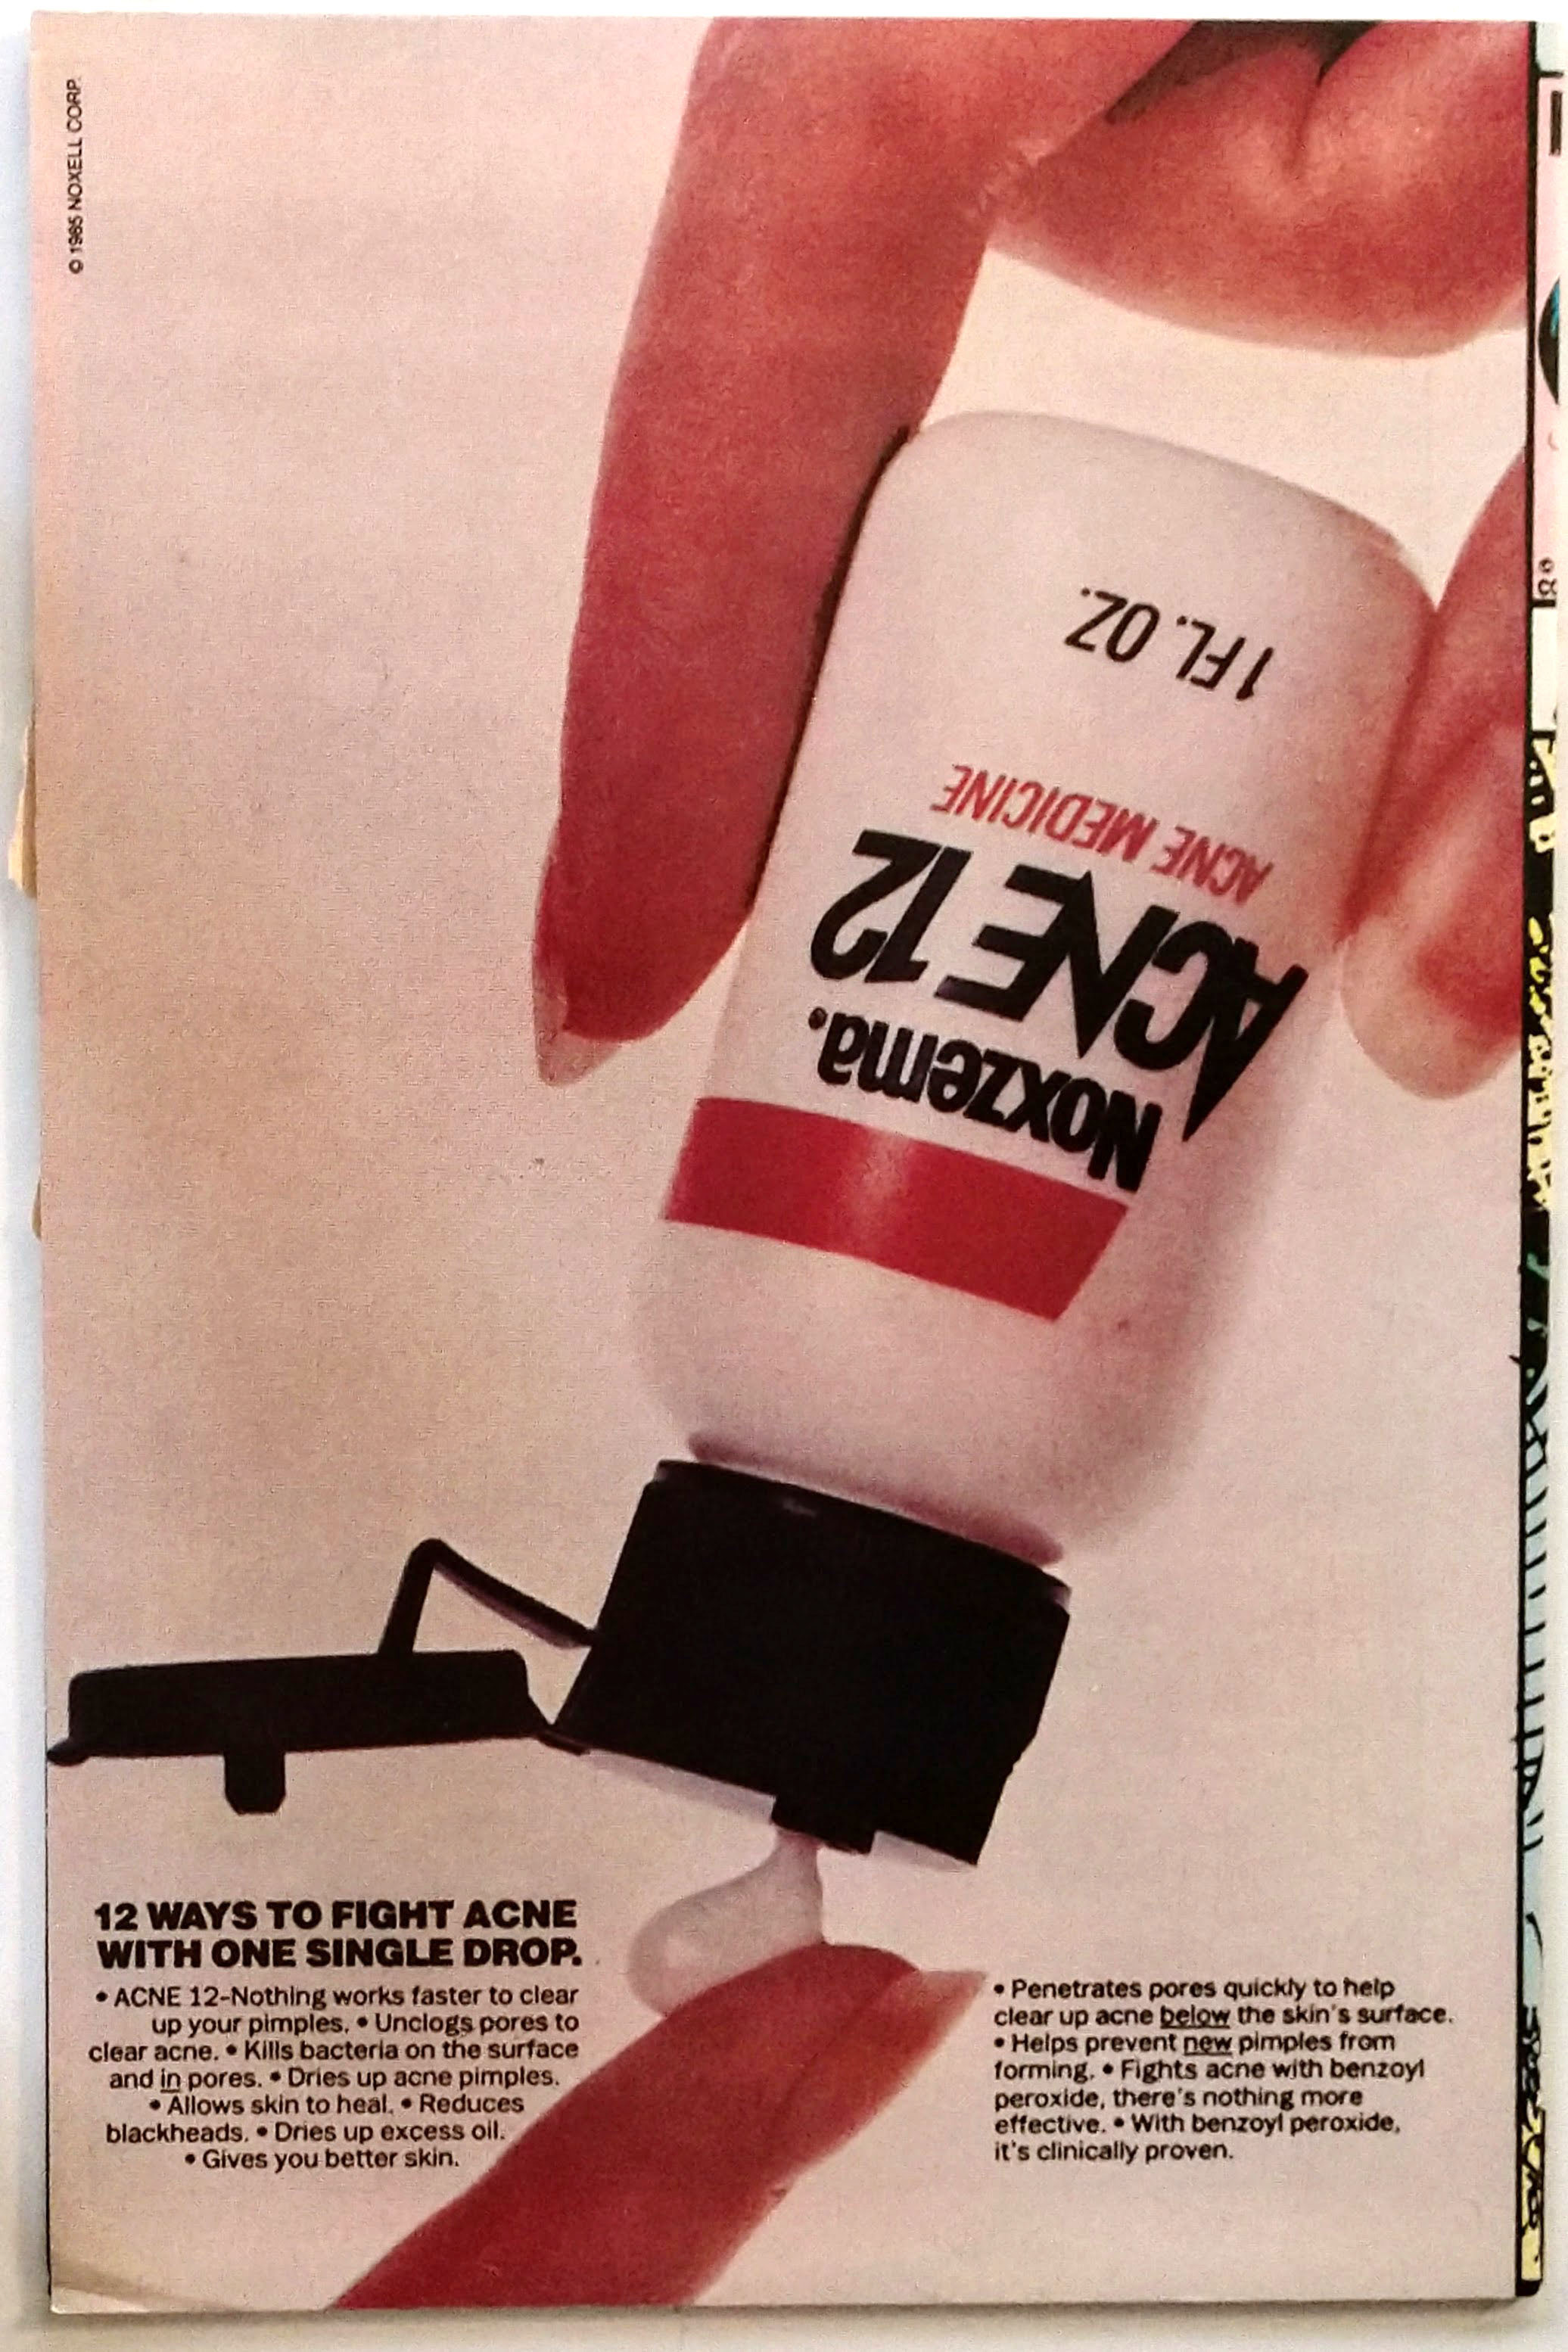 © 1985 NOXELL CORP.
1 FL. OZ.
ACNE MEDICINE
ACNE 12
Noxzema.
12 WAYS TO FIGHT ACNE
WITH ONE SINGLE DROP.
• ACNE 12-Nothing works faster to clear
up your pimples. • Unclogs pores to
clear acne. • Kills bacteria on the surface
and in pores. • Dries up acne pimples.
• Allows skin to heal. • Reduces
blackheads. • Dries up excess oil.
• Gives you better skin.
• Penetrates pores quickly to help
clear up acne below the skin's surface.
• Helps prevent new pimples from
forming. • Fights acne with benzoyl
peroxide, there's nothing more
effective. • With benzoyl peroxide,
it's clinically proven.